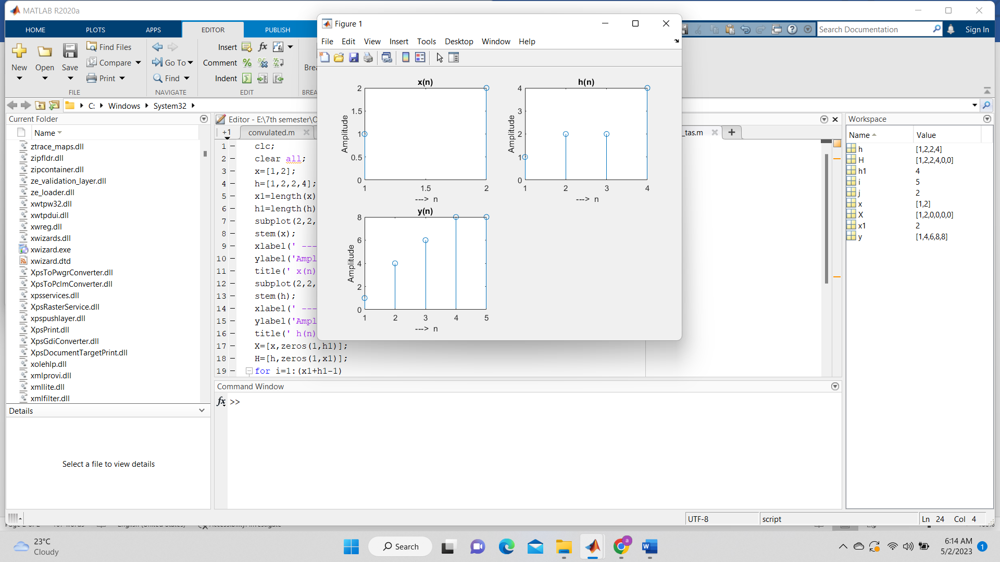 MATLAB R2020a
HOME
PLOTS
APPS
EDITOR
PUBLISH
Search Documentation
Sign In
New
Open
Save
Find Files
Compare
Print
FILE
Go To
Find
NAVIGATE
Insert
Comment
Indent
EDIT
C:
Windows
System32
Current Folder
Name
ztrace_maps.dll
zipfldr.dll
zipcontainer.dll
ze_validation_layer.dll
ze_loader.dll
xwtpw32.dll
xwtpdui.dll
xwreg.dll
xwizards.dll
xwizard.exe
xwizard.dtd
XpsToPwgrConverter.dll
XpsToPclmConverter.dll
xpsservices.dll
XpsRasterService.dll
xpspushlayer.dll
XpsPrint.dll
XpsGdiConverter.dll
XpsDocumentTargetPrint.dll
xolehlp.dll
xmlprovi.dll
xmllite.dll
xmlfilter.dll
Details
Select a file to view details
Editor - E:\7th semester\
+1
convulated.m
_tas.m
1 clc;
2 clear all;
3 x=[1,2];
4 h=[1,2,2,4];
5 x1=length(x)
6 h1=length(h)
7 subplot(2,2,
8 stem(x);
9 xlabel(' ---
10 ylabel('Ampl
11 title(' x(n)
12 subplot(2,2,
13 stem(h);
14 xlabel(' ---
15 ylabel('Ampl
16 title(' h(n)
17 X=[x,zeros(1,h1)];
18 H=[h,zeros(1,x1)];
19 for i=1:(x1+h1-1)
Command Window
fx >>
Figure 1
File Edit View Insert Tools Desktop Window Help
x(n)
Amplitude
2
1.5
1
0.5
0
1 1.5 2
---> n
h(n)
Amplitude
4
3
2
1
0
1 2 3 4
---> n
y(n)
Amplitude
8
6
4
2
0
1 2 3 4 5
---> n
Workspace
Name Value
h [1,2,2,4]
H [1,2,2,4,0,0]
h1 4
i 5
j 2
x [1,2]
X [1,2,0,0,0,0]
x1 2
y [1,4,6,8,8]
UTF-8
script
Ln 24 Col 4
23°C
Cloudy
Search
6:14 AM
5/2/2023
1